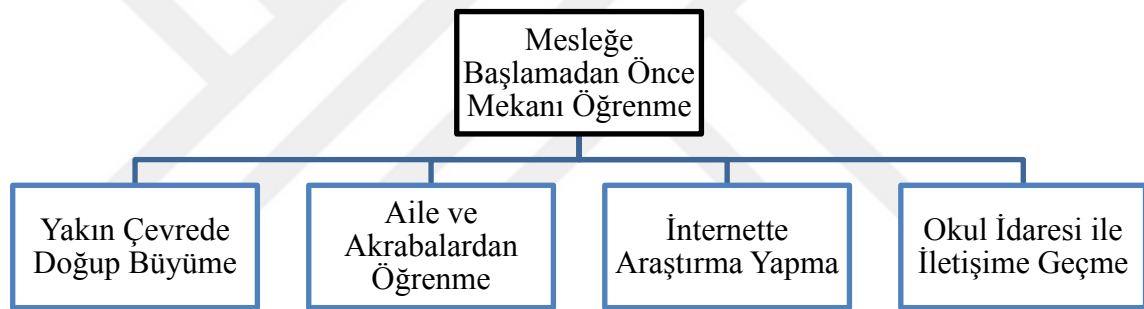 Mesleğe
Başlamadan Önce
Mekanı Öğrenme
Yakın Çevrede
Doğup Büyüme
Aile ve
Akrabalardan
Öğrenme
İnternette
Araştırma Yapma
Okul İdaresi ile
İletişime Geçme